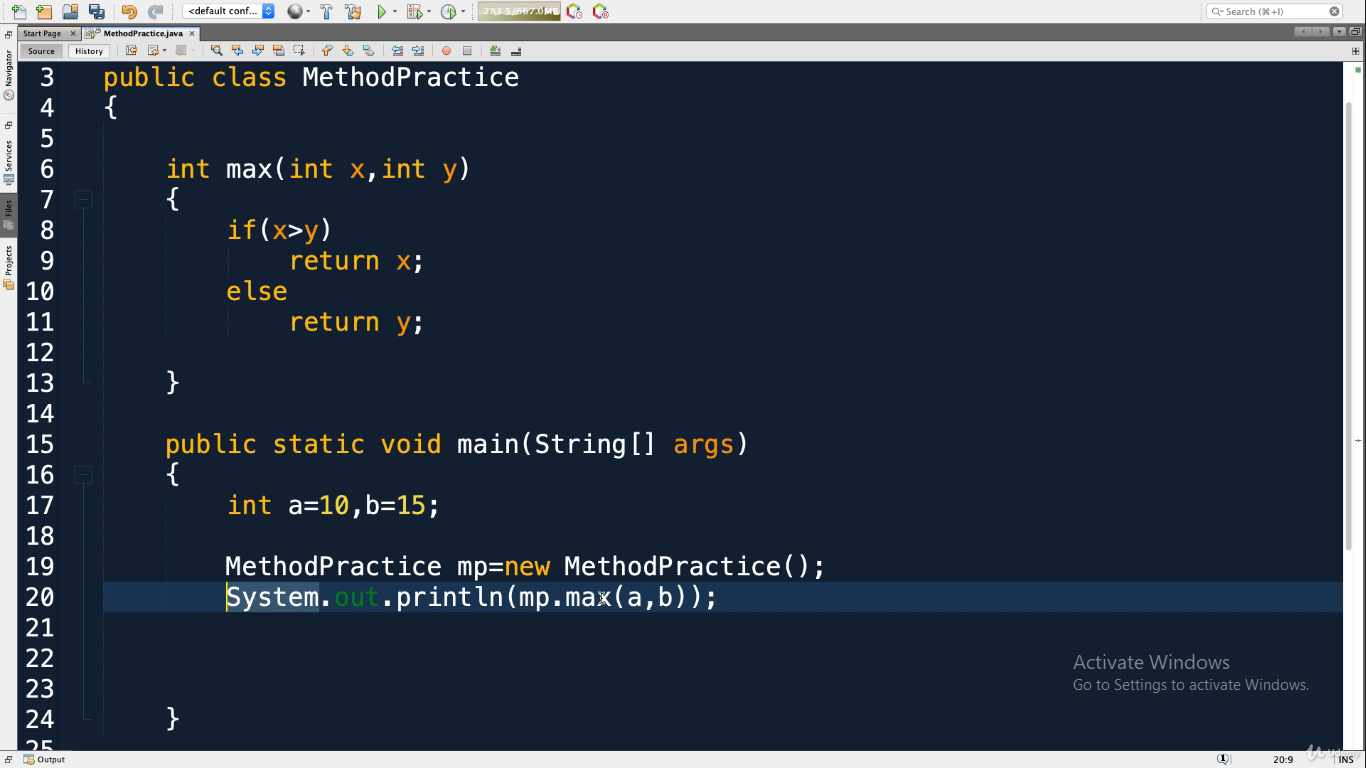 <default conf...
283.5/667.0MB
Search (⌘+I)
Start Page
MethodPractice.java
Source
History
Navigator
Services
Files
Projects
3 public class MethodPractice
4 {
5
6 int max(int x,int y)
7 {
8 if(x>y)
9 return x;
10 else
11 return y;
12
13 }
14
15 public static void main(String[] args)
16 {
17 int a=10,b=15;
18
19 MethodPractice mp=new MethodPractice();
20 System.out.println(mp.max(a,b));
21
22
23
24 }
25
Activate Windows
Go to Settings to activate Windows.
Output
1
20:9
INS
Udemy